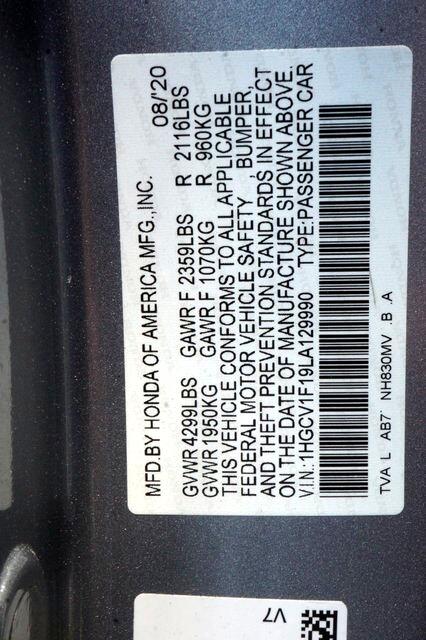 MFD.BY HONDA OF AMERICA MFG.,INC. 08/'20
GVWR 4299LBS GAWR F 2359LBS R 2116LBS
GVWR 1950KG GAWR F 1070KG R 960KG
THIS VEHICLE CONFORMS TO ALL APPLICABLE
FEDERAL MOTOR VEHICLE SAFETY, BUMPER,
AND THEFT PREVENTION STANDARDS IN EFFECT
ON THE DATE OF MANUFACTURE SHOWN ABOVE.
V.I.N.:1HGCV1F19LA129990 TYPE:PASSENGER CAR
TVA L AB7 NH830MV .B .A
V7